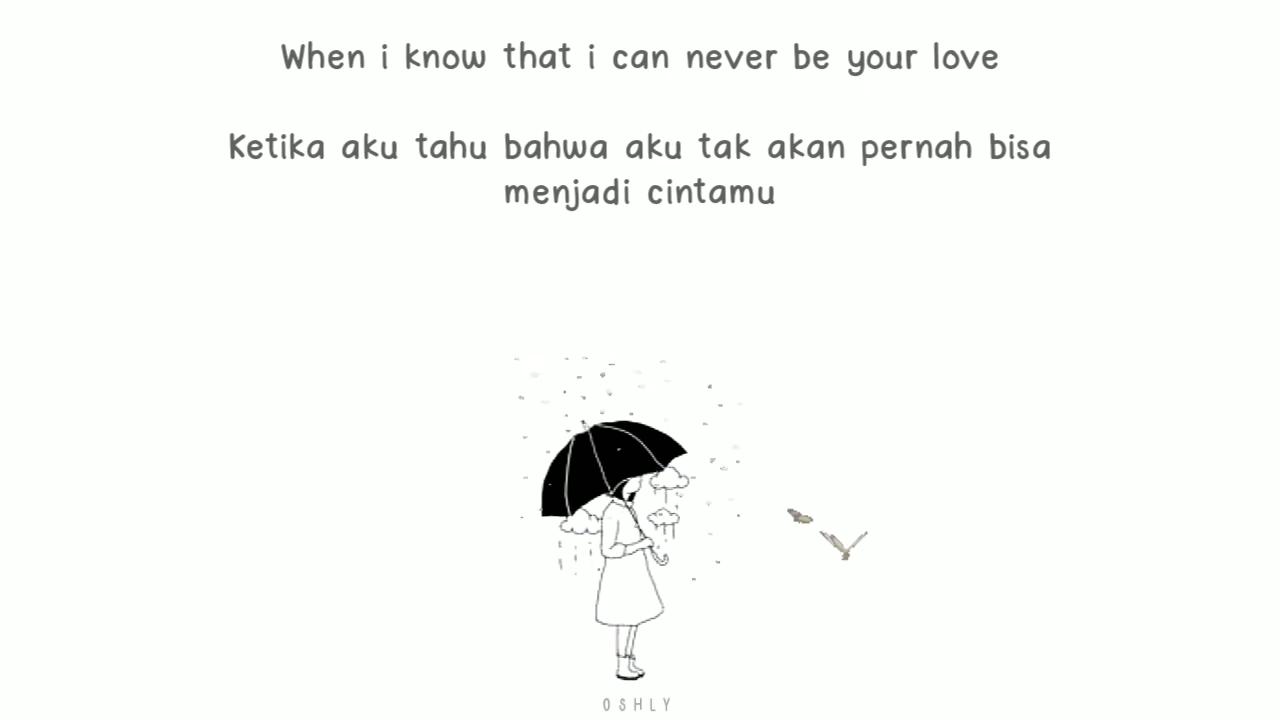 When i know that i can never be your love
Ketika aku tahu bahwa aku tak akan pernah bisa
menjadi cintamu
OSHLY